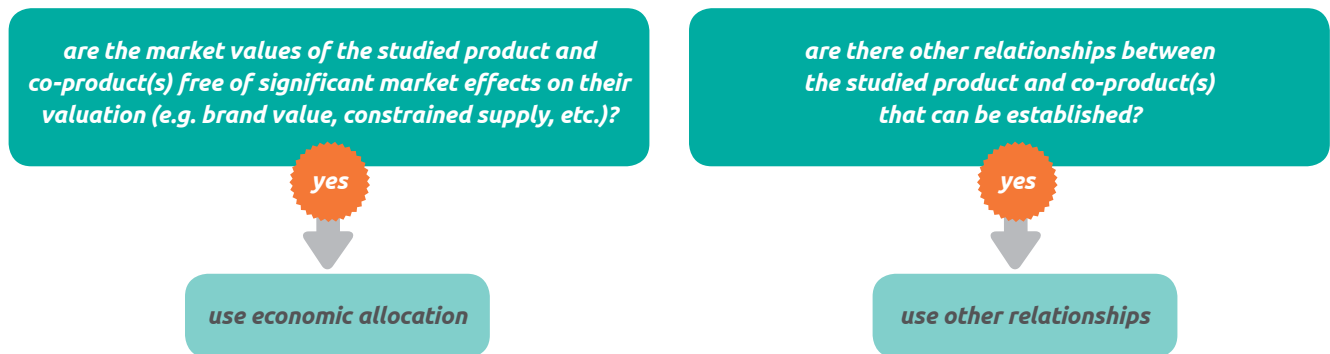 are the market values of the studied product and
co-product(s) free of significant market effects on their
valuation (e.g. brand value, constrained supply, etc.)?
yes
use economic allocation
are there other relationships between
the studied product and co-product(s)
that can be established?
yes
use other relationships